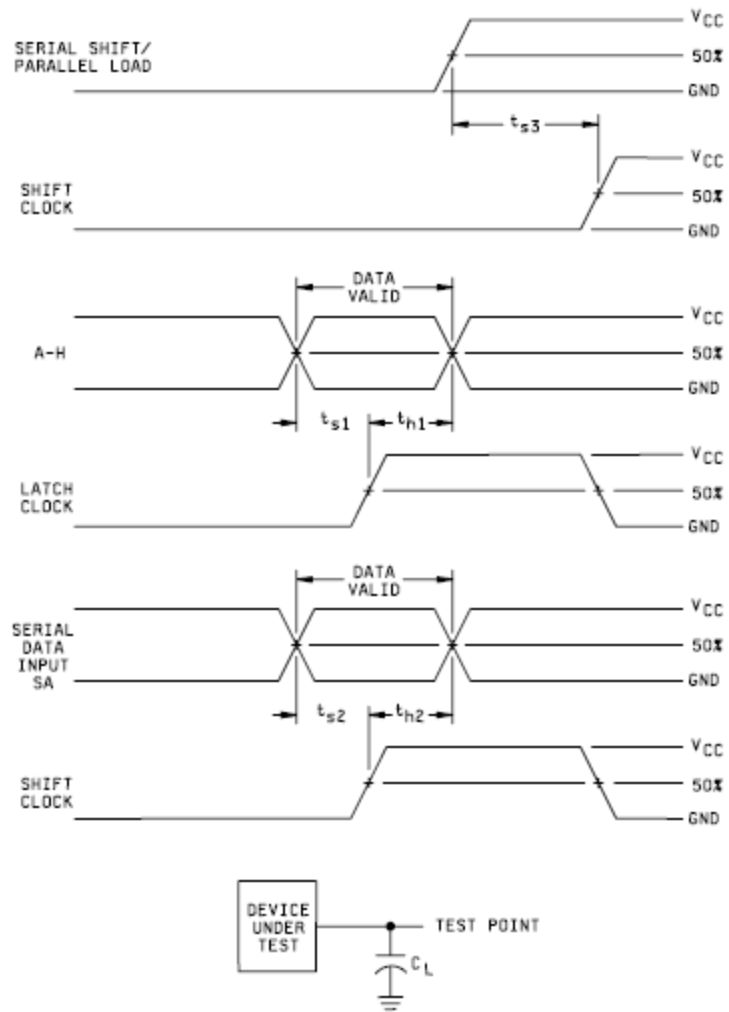 VCC
SERIAL SHIFT/
PARALLEL LOAD
50%
GND
ts3
VCC
SHIFT
CLOCK
50%
GND
DATA
VALID
VCC
A-H
50%
GND
ts1
th1
VCC
LATCH
CLOCK
50%
GND
DATA
VALID
VCC
SERIAL
DATA
INPUT
SA
50%
GND
ts2
th2
VCC
SHIFT
CLOCK
50%
GND
DEVICE
UNDER
TEST
TEST POINT
CL